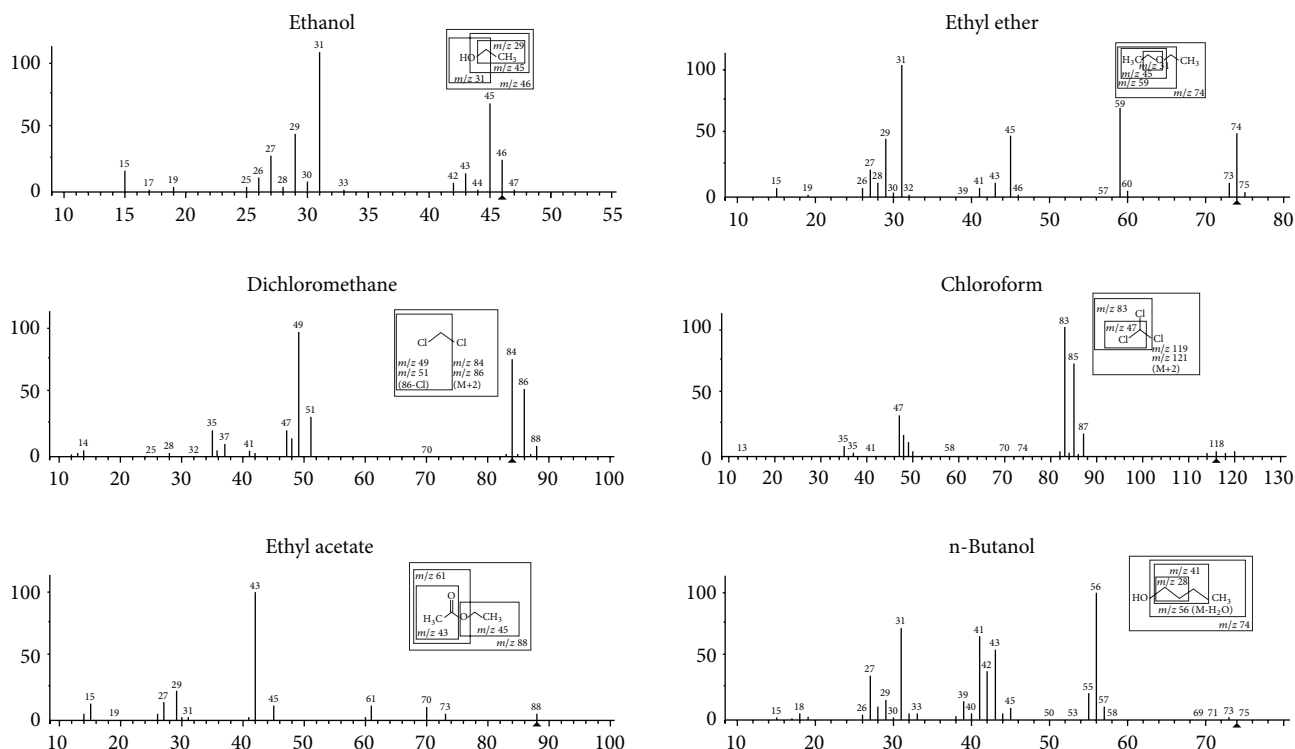 Ethanol
100
50
0
15
17
19
25
26
27
28
29
30
31
33
42
43
44
45
46
47
HO
CH3
m/z 29
m/z 45
m/z 31
m/z 46
10 15 20 25 30 35 40 45 50 55
Ethyl ether
100
50
0
15
19
26
27
28
29
30
31
32
39
41
43
45
46
57
59
60
73
74
75
H3C O CH3
m/z 31
m/z 45
m/z 59
m/z 74
10 20 30 40 50 60 70 80
Dichloromethane
100
50
0
14
25
28
32
35
37
41
47
49
51
70
84
86
88
Cl Cl
m/z 49 m/z 84
m/z 51 m/z 86
(86-Cl) (M+2)
10 20 30 40 50 60 70 80 90 100
Chloroform
100
50
0
13
35
35
41
47
58
70
74
83
85
87
118
m/z 83
Cl
m/z 47
Cl Cl
m/z 119
m/z 121
(M+2)
10 20 30 40 50 60 70 80 90 100 110 120 130
Ethyl acetate
100
50
0
15
19
27
29
31
43
45
61
70
73
88
m/z 61
O
H3C O CH3
m/z 43 m/z 45
m/z 88
10 20 30 40 50 60 70 80 90 100
n-Butanol
100
50
0
15
18
26
27
29
30
31
33
39
40
41
42
43
45
50
53
55
56
57
58
69
71
73
75
m/z 41
m/z 28
HO CH3
m/z 56 (M-H2O)
m/z 74
10 20 30 40 50 60 70